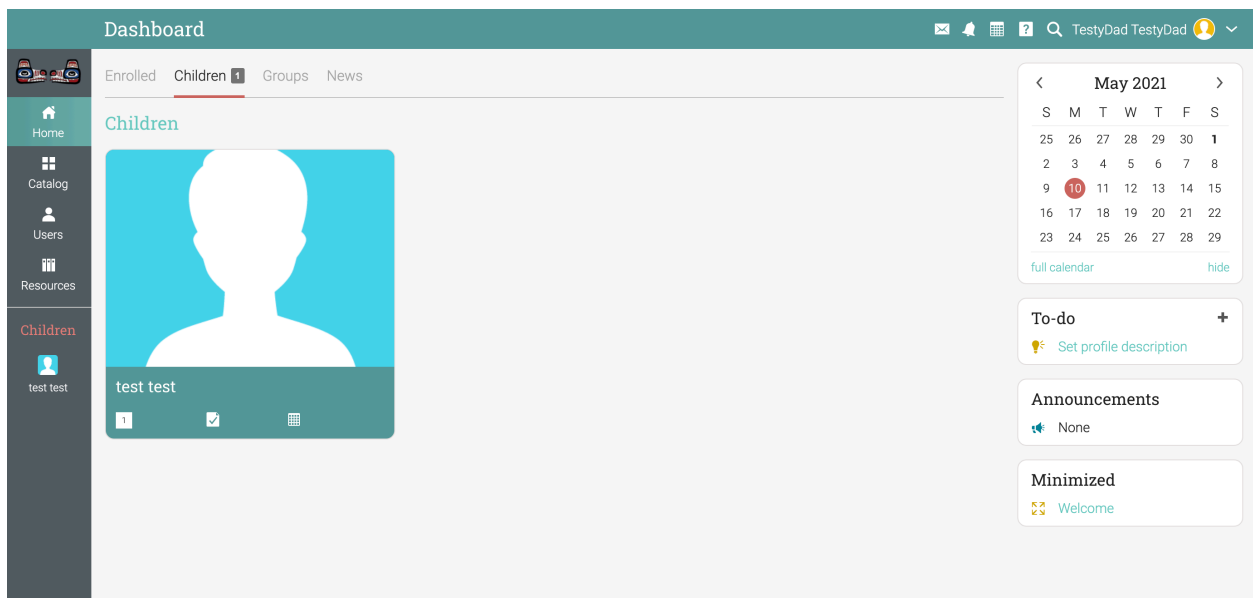 Dashboard
? TestyDad TestyDad
Home
Catalog
Users
Resources
Children
test test
Enrolled Children 1 Groups News
Children
test test
1
May 2021
S M T W T F S
25 26 27 28 29 30 1
2 3 4 5 6 7 8
9 10 11 12 13 14 15
16 17 18 19 20 21 22
23 24 25 26 27 28 29
full calendar hide
To-do
Set profile description
Announcements
None
Minimized
Welcome